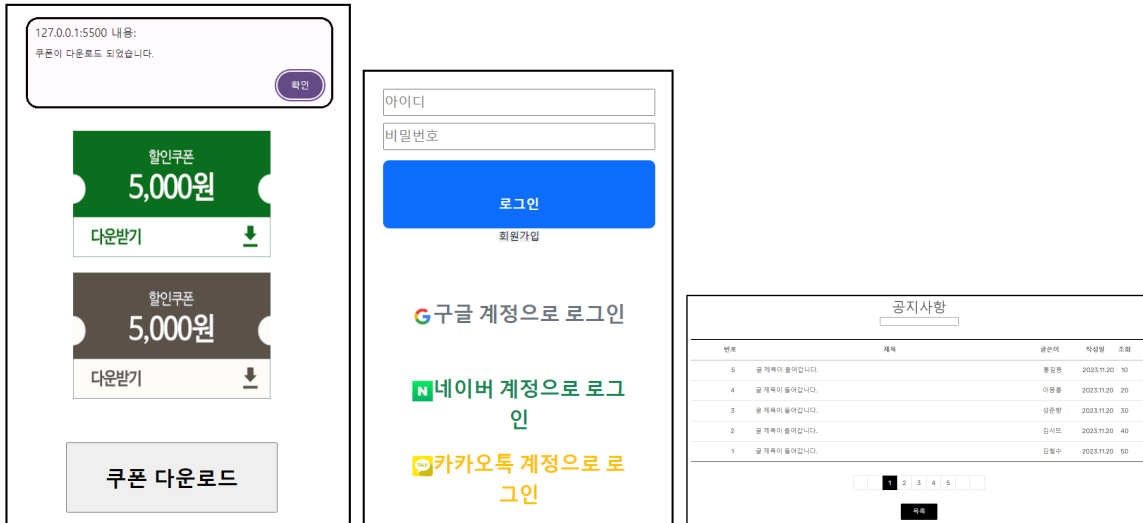 127.0.0.1:5500 내용:
쿠폰이 다운로드 되었습니다.
확인
할인쿠폰
5,000원
다운받기
할인쿠폰
5,000원
다운받기
쿠폰 다운로드
아이디
비밀번호
로그인
회원가입
구글 계정으로 로그인
N 네이버 계정으로 로그
인
TALK 카카오톡 계정으로 로
그인
공지사항
번호 제목 글쓴이 작성일 조회
5 글 제목이 들어갑니다. 홍길동 2023.11.20 10
4 글 제목이 들어갑니다. 이몽룡 2023.11.20 20
3 글 제목이 들어갑니다. 성춘향 2023.11.20 30
2 글 제목이 들어갑니다. 김사또 2023.11.20 40
1 글 제목이 들어갑니다. 김철수 2023.11.20 50
1 2 3 4 5
목록